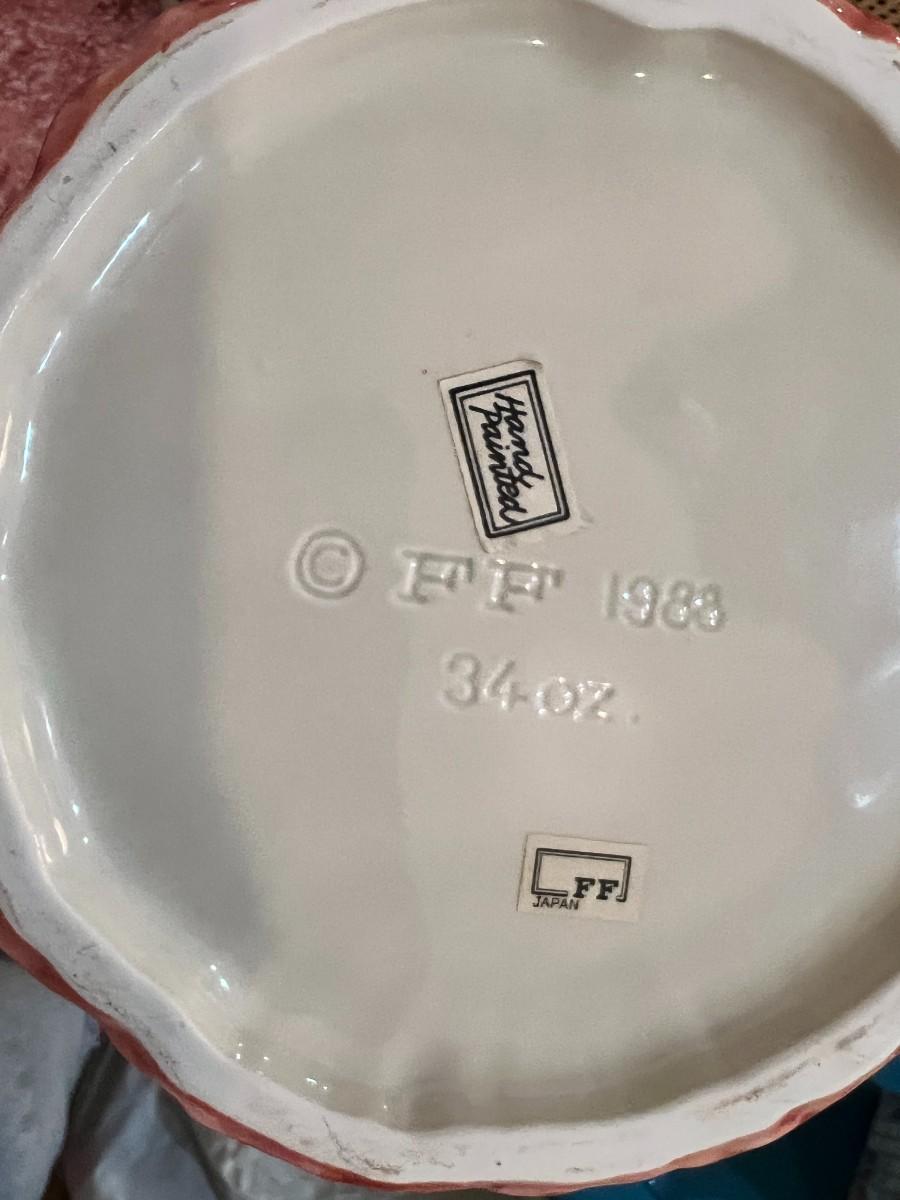 Hand
Painted
© FF 1988
34 oz.
FF
JAPAN